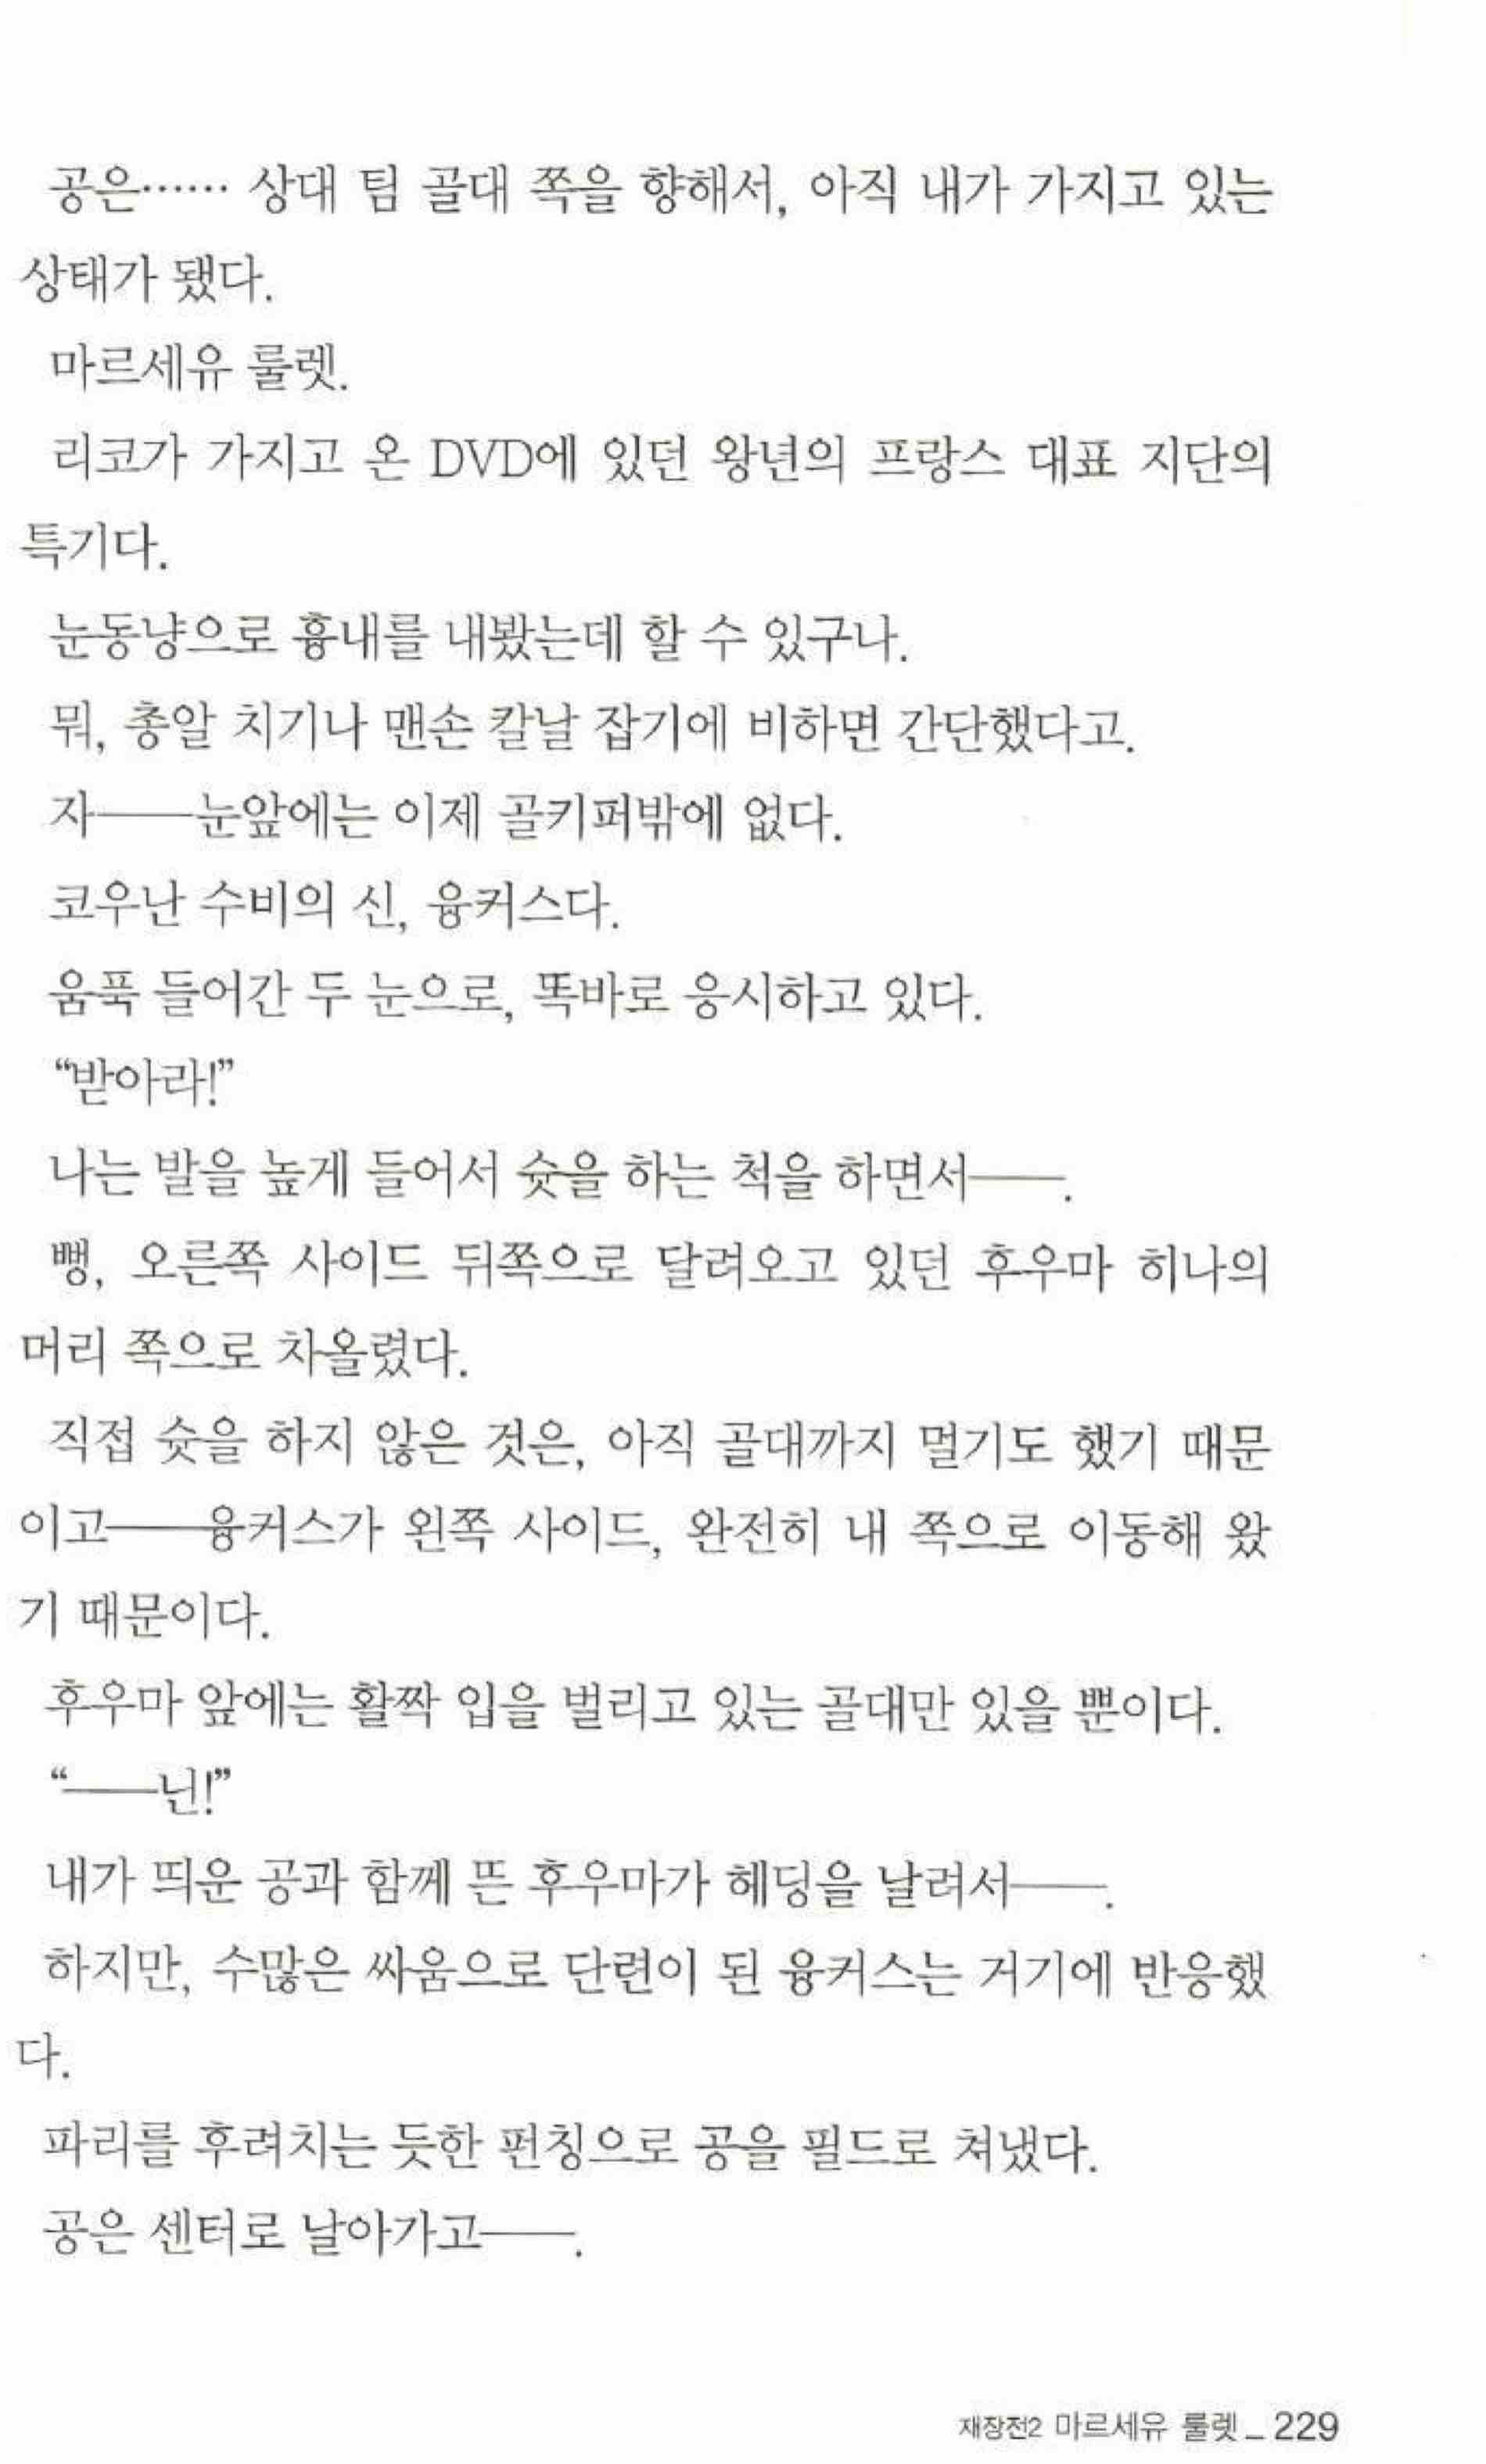 공은…… 상대 팀 골대 쪽을 향해서, 아직 내가 가지고 있는
상태가 됐다.
마르세유 룰렛.
리코가 가지고 온 DVD에 있던 왕년의 프랑스 대표 지단의
특기다.
눈동냥으로 흉내를 내봤는데 할 수 있구나.
뭐, 총알 치기나 맨손 칼날 잡기에 비하면 간단했다고.
자──눈앞에는 이제 골키퍼밖에 없다.
코우난 수비의 신, 융커스다.
움푹 들어간 두 눈으로, 똑바로 응시하고 있다.
“받아라!”
나는 발을 높게 들어서 슛을 하는 척을 하면서──.
뻥, 오른쪽 사이드 뒤쪽으로 달려오고 있던 후우마 히나의
머리 쪽으로 차올렸다.
직접 슛을 하지 않은 것은, 아직 골대까지 멀기도 했기 때문
이고──융커스가 왼쪽 사이드, 완전히 내 쪽으로 이동해 왔
기 때문이다.
후우마 앞에는 활짝 입을 벌리고 있는 골대만 있을 뿐이다.
“──닌!”
내가 띄운 공과 함께 뜬 후우마가 헤딩을 날려서──.
하지만, 수많은 싸움으로 단련이 된 융커스는 거기에 반응했
다.
파리를 후려치는 듯한 펀칭으로 공을 필드로 쳐냈다.
공은 센터로 날아가고──.
재장전2 마르세유 룰렛_229